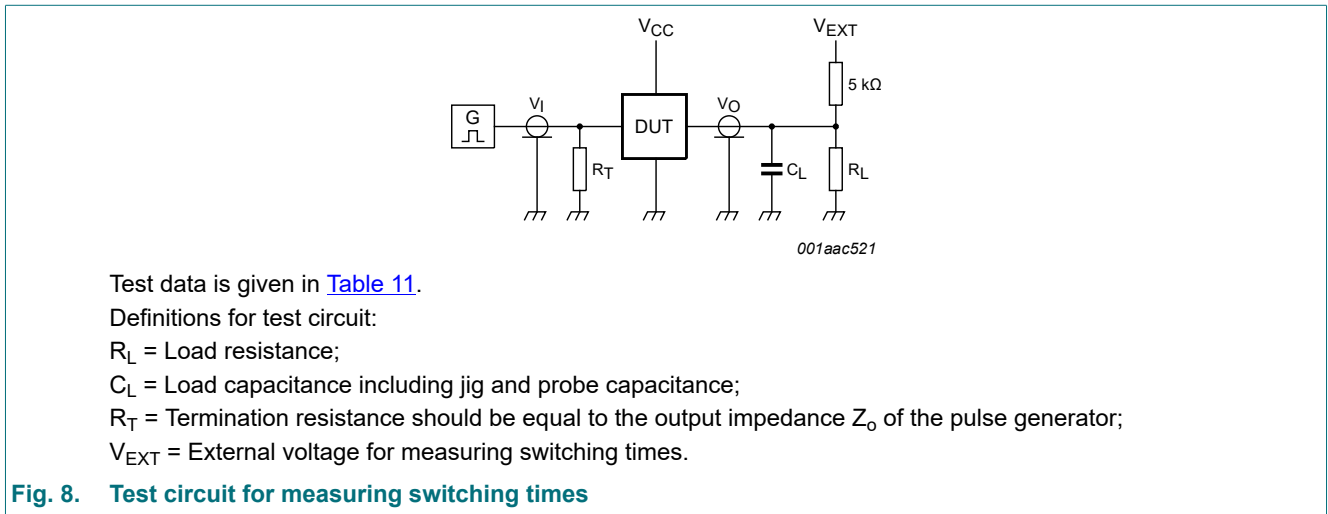 VCC
VEXT
5 kΩ
G
VI
DUT
VO
RT
CL
RL
001aac521
Test data is given in Table 11.
Definitions for test circuit:
RL = Load resistance;
CL = Load capacitance including jig and probe capacitance;
RT = Termination resistance should be equal to the output impedance Zo of the pulse generator;
VEXT = External voltage for measuring switching times.
Fig. 8. Test circuit for measuring switching times